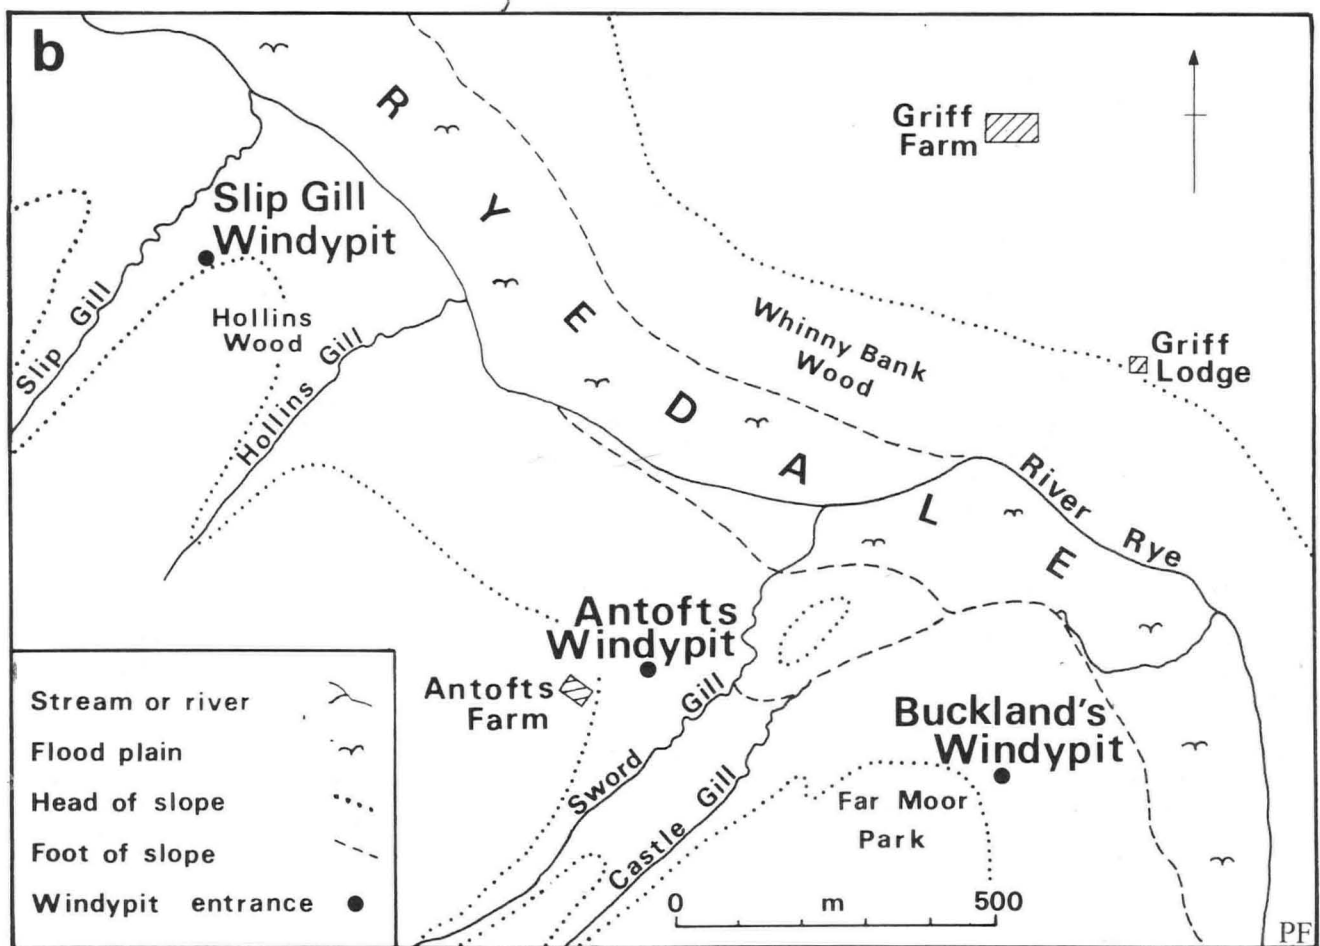 b
RYEDALE
Griff
Farm
Slip Gill
Windypit
Slip Gill
Hollins
Wood
Hollins Gill
Whinny Bank
Wood
Griff
Lodge
River Rye
Antofts
Windypit
Antofts
Farm
Sword Gill
Castle Gill
Buckland's
Windypit
Far Moor
Park
Stream or river
Flood plain
Head of slope
Foot of slope
Windypit entrance
0 m 500
PF